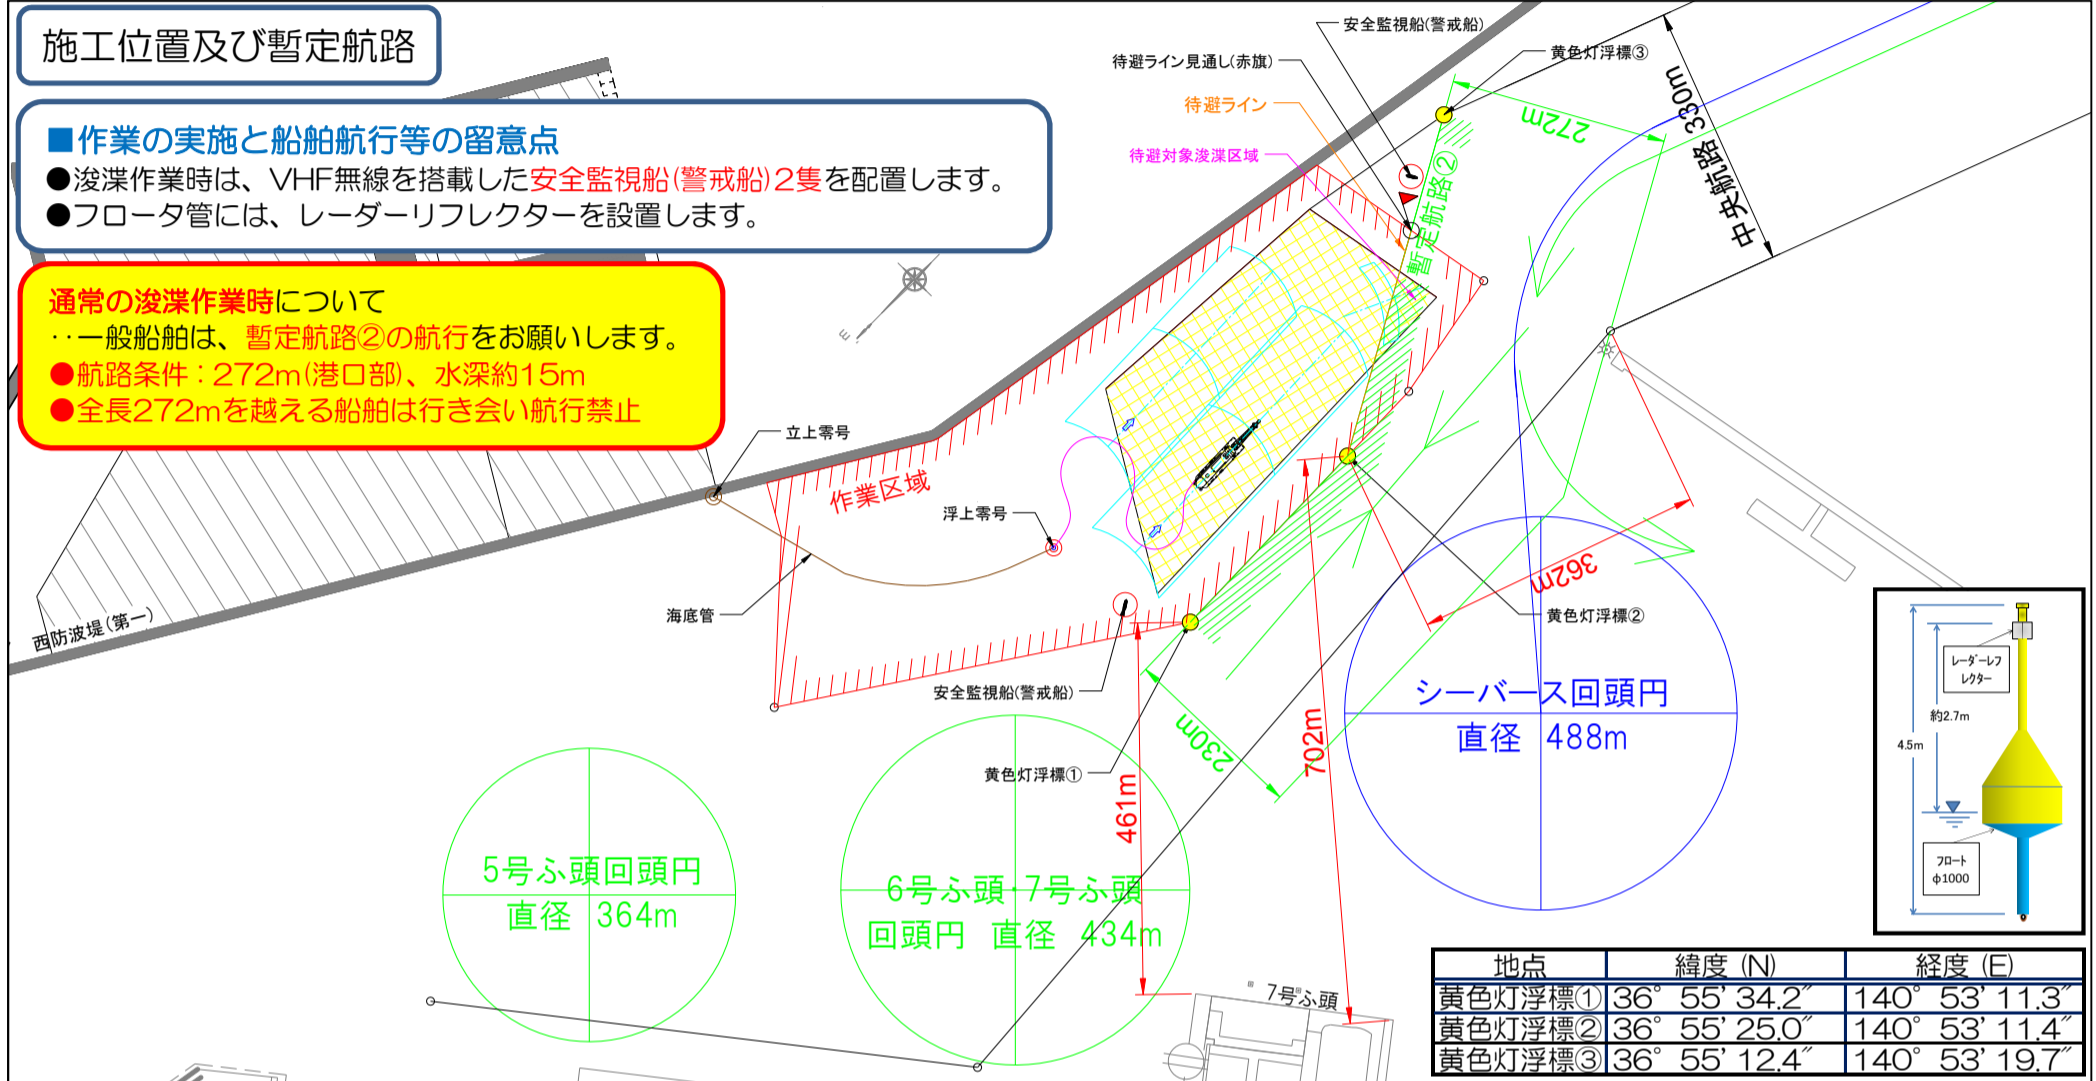 施工位置及び暫定航路
■作業の実施と船舶航行等の留意点
●浚渫作業時は、VHF無線を搭載した安全監視船(警戒船)2隻を配置します。
●フロータ管には、レーダーリフレクターを設置します。
通常の浚渫作業時について
‥一般船舶は、暫定航路②の航行をお願いします。
●航路条件：272m(港口部)、水深約15m
●全長272mを越える船舶は行き会い航行禁止
安全監視船(警戒船)
黄色灯浮標③
待避ライン見通し(赤旗)
待避ライン
待避対象浚渫区域
272m
中央航路 330m
暫定航路②
立上零号
作業区域
浮上零号
海底管
西防波堤(第一)
362m
黄色灯浮標②
安全監視船(警戒船)
黄色灯浮標①
230m
702m
461m
シーバース回頭円
直径 488m
5号ふ頭回頭円
直径 364m
6号ふ頭・7号ふ頭
回頭円 直径 434m
7号ふ頭
レーダーレフ
レクター
約2.7m
4.5m
フロート
φ1000
地点 緯度 (N) 経度 (E)
黄色灯浮標① 36° 55' 34.2″ 140° 53' 11.3″
黄色灯浮標② 36° 55' 25.0″ 140° 53' 11.4″
黄色灯浮標③ 36° 55' 12.4″ 140° 53' 19.7″